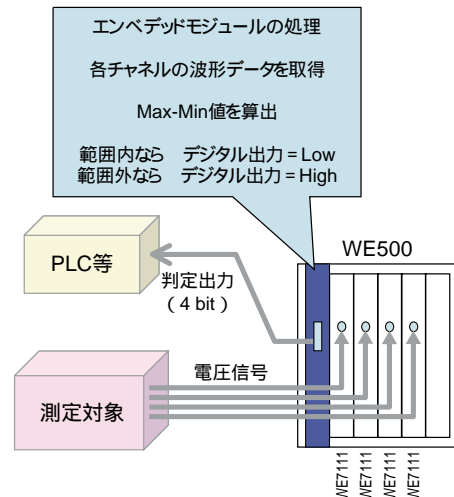 エンベデッドモジュールの処理
各チャネルの波形データを取得
Max-Min値を算出
範囲内なら　デジタル出力 = Low
範囲外なら　デジタル出力 = High
WE500
PLC等
判定出力
（4 bit）
電圧信号
測定対象
WE7111
WE7111
WE7111
WE7111